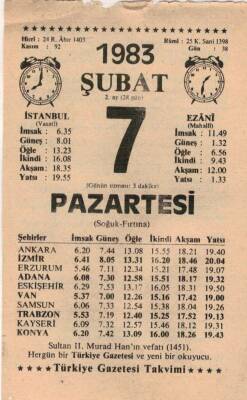 Hicrî : 24 R. Âhır 1403
Kasım : 92
Rûmî : 25 K. Sani 1398
Gün : 38
1983
ŞUBAT
2. ay (28 gün)
7
İSTANBUL
(Vasatî)
İmsak : 6.35
Güneş : 8.01
Öğle : 13.23
İkindi : 16.08
Akşam : 18.35
Yatsı : 19.55
EZÂNÎ
(Mahallî)
İmsak : 11.49
Güneş : 1.32
Öğle : 6.56
İkindi : 9.43
Akşam : 12.00
Yatsı : 1.33
(Günün uzaması: 3 dakika)
PAZARTESİ
(Soğuk-Fırtına)
Şehirler İmsak Güneş Öğle İkindi Akşam Yatsı
ANKARA 6.20 7.44 13.08 15.55 18.21 19.40
İZMİR 6.41 8.05 13.31 16.20 18.46 20.04
ERZURUM 5.46 7.11 12.34 15.21 17.48 19.07
ADANA 6.08 7.30 12.58 15.51 18.17 19.32
ESKİŞEHİR 6.29 7.53 13.17 16.05 18.31 19.50
VAN 5.37 7.00 12.26 15.16 17.42 19.00
SAMSUN 6.06 7.33 12.54 15.38 18.04 19.26
TRABZON 5.53 7.19 12.40 15.25 17.52 19.13
KAYSERİ 6.09 7.32 12.57 15.46 18.12 19.31
KONYA 6.20 7.42 13.09 16.00 18.26 19.43
Sultan II. Murad Han'ın vefatı (1451).
Hergün bir Türkiye Gazetesi ve yeni bir okuyucu.
★★★★ Türkiye Gazetesi Takvimi ★★★★